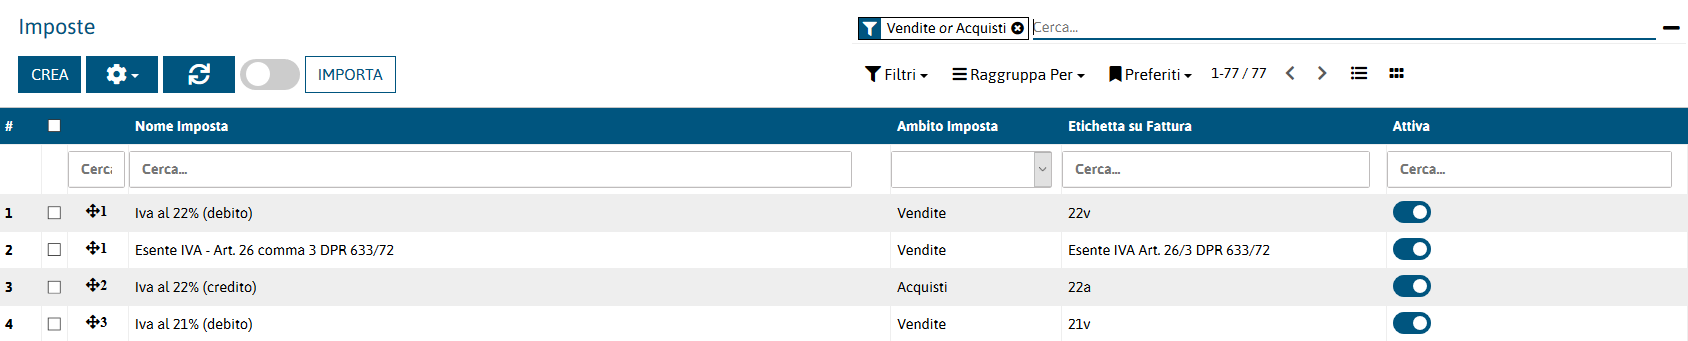 Imposte
Vendite or Acquisti Cerca...
CREA IMPORTA
Filtri Raggruppa Per Preferiti 1-77 / 77
# Nome Imposta Ambito Imposta Etichetta su Fattura Attiva
Cerca Cerca... Cerca... Cerca...
1 1 Iva al 22% (debito) Vendite 22v
2 1 Esente IVA - Art. 26 comma 3 DPR 633/72 Vendite Esente IVA Art. 26/3 DPR 633/72
3 2 Iva al 22% (credito) Acquisti 22a
4 3 Iva al 21% (debito) Vendite 21v